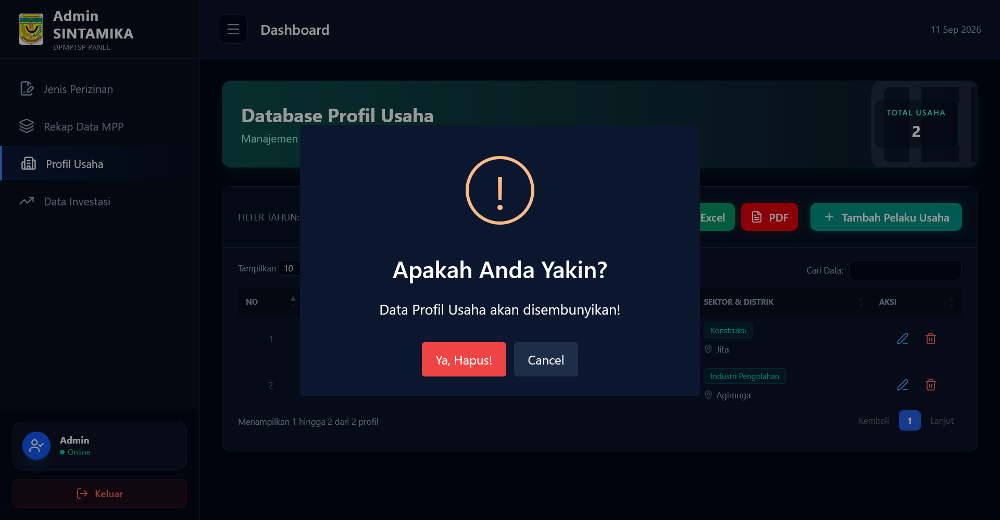 Admin
SINTAMIKA
DPMPTSP PANEL
Dashboard
11 Sep 2026
Jenis Perizinan
Rekap Data MPP
Profil Usaha
Data Investasi
Database Profil Usaha
Manajemen
TOTAL USAHA
2
FILTER TAHUN:
Excel
PDF
Tambah Pelaku Usaha
Tampilkan 10
Cari Data:
NO
SEKTOR & DISTRIK
AKSI
1
Konstruksi
Jita
2
Industri Pengolahan
Agimuga
Menampilkan 1 hingga 2 dari 2 profil
Kembali
1
Lanjut
!
Apakah Anda Yakin?
Data Profil Usaha akan disembunyikan!
Ya, Hapus!
Cancel
Admin
Online
Keluar